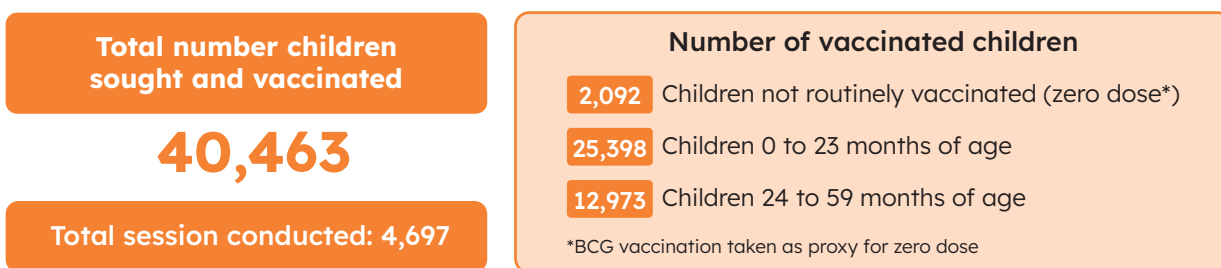 Total number children
sought and vaccinated
40,463
Total session conducted: 4,697
Number of vaccinated children
2,092 Children not routinely vaccinated (zero dose*)
25,398 Children 0 to 23 months of age
12,973 Children 24 to 59 months of age
*BCG vaccination taken as proxy for zero dose